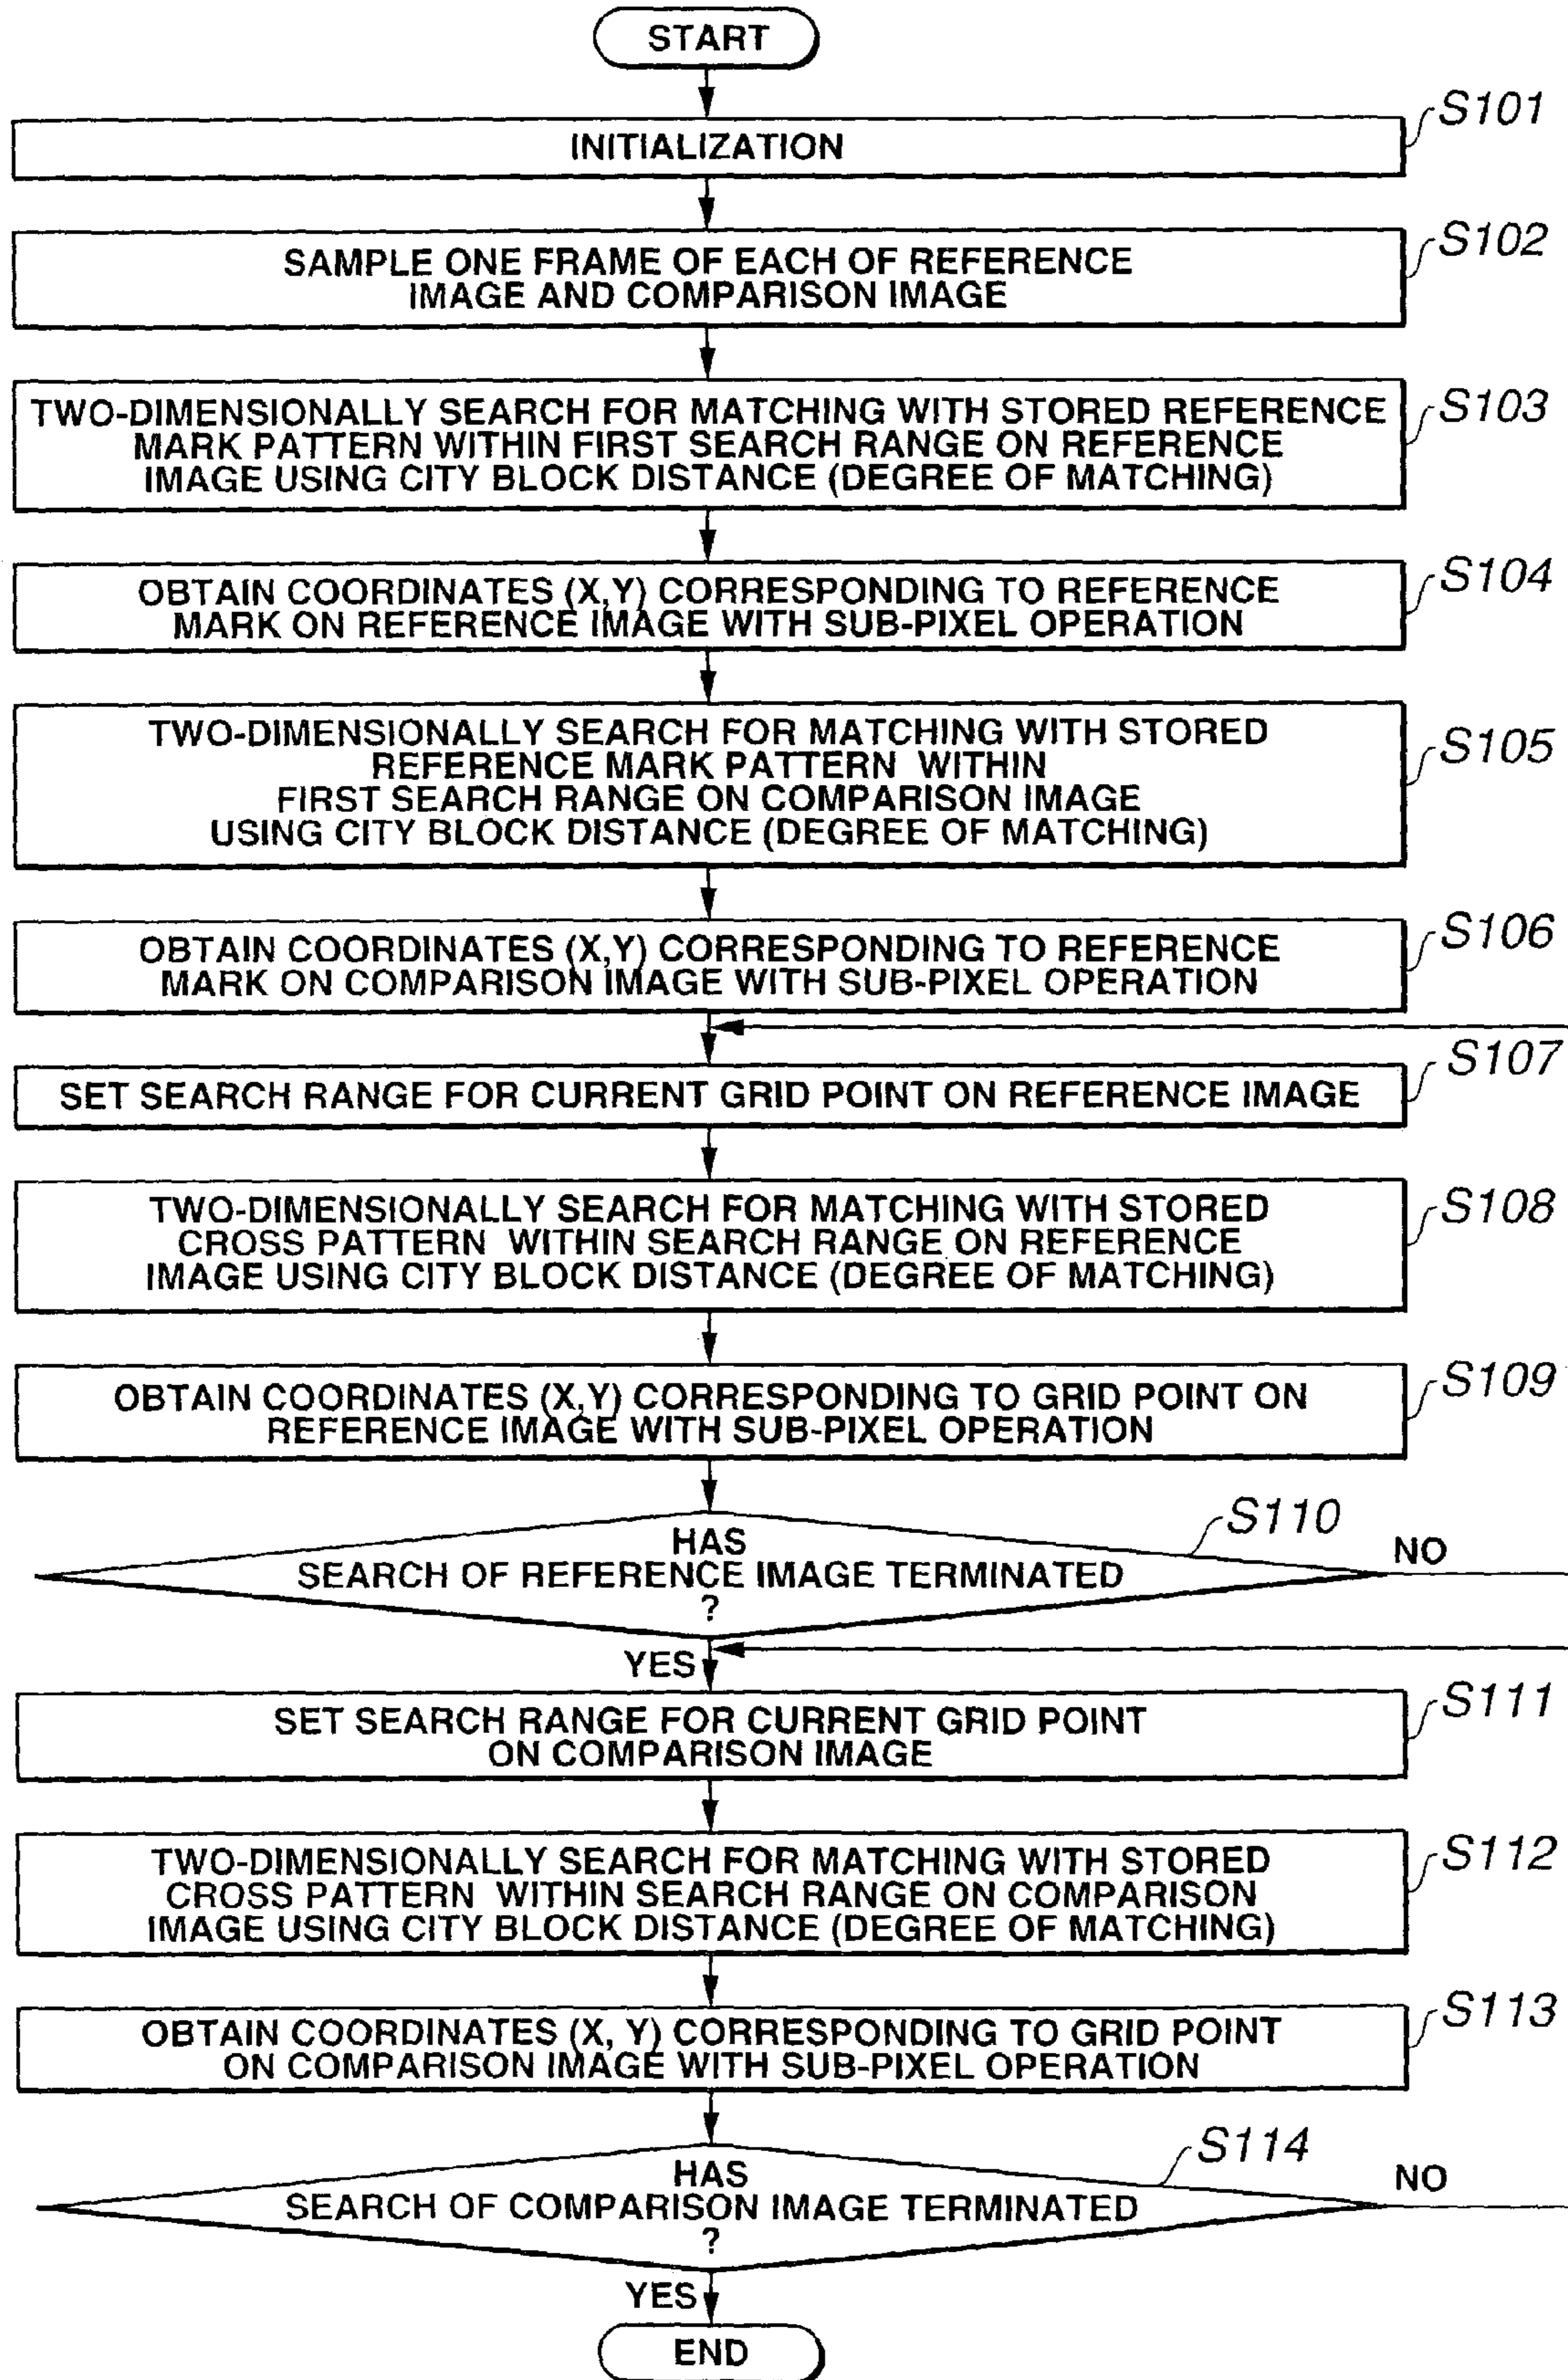 START
S101
INITIALIZATION
S102
SAMPLE ONE FRAME OF EACH OF REFERENCE
IMAGE AND COMPARISON IMAGE
S103
TWO-DIMENSIONALLY SEARCH FOR MATCHING WITH STORED REFERENCE
MARK PATTERN WITHIN FIRST SEARCH RANGE ON REFERENCE
IMAGE USING CITY BLOCK DISTANCE (DEGREE OF MATCHING)
S104
OBTAIN COORDINATES (X,Y) CORRESPONDING TO REFERENCE
MARK ON REFERENCE IMAGE WITH SUB-PIXEL OPERATION
S105
TWO-DIMENSIONALLY SEARCH FOR MATCHING WITH STORED
REFERENCE MARK PATTERN WITHIN
FIRST SEARCH RANGE ON COMPARISON IMAGE
USING CITY BLOCK DISTANCE (DEGREE OF MATCHING)
S106
OBTAIN COORDINATES (X,Y) CORRESPONDING TO REFERENCE
MARK ON COMPARISON IMAGE WITH SUB-PIXEL OPERATION
S107
SET SEARCH RANGE FOR CURRENT GRID POINT ON REFERENCE IMAGE
S108
TWO-DIMENSIONALLY SEARCH FOR MATCHING WITH STORED
CROSS PATTERN WITHIN SEARCH RANGE ON REFERENCE
IMAGE USING CITY BLOCK DISTANCE (DEGREE OF MATCHING)
S109
OBTAIN COORDINATES (X,Y) CORRESPONDING TO GRID POINT ON
REFERENCE IMAGE WITH SUB-PIXEL OPERATION
S110
HAS
SEARCH OF REFERENCE IMAGE TERMINATED
?
NO
YES
S111
SET SEARCH RANGE FOR CURRENT GRID POINT
ON COMPARISON IMAGE
S112
TWO-DIMENSIONALLY SEARCH FOR MATCHING WITH STORED
CROSS PATTERN WITHIN SEARCH RANGE ON COMPARISON
IMAGE USING CITY BLOCK DISTANCE (DEGREE OF MATCHING)
S113
OBTAIN COORDINATES (X, Y) CORRESPONDING TO GRID POINT
ON COMPARISON IMAGE WITH SUB-PIXEL OPERATION
S114
HAS
SEARCH OF COMPARISON IMAGE TERMINATED
?
NO
YES
END